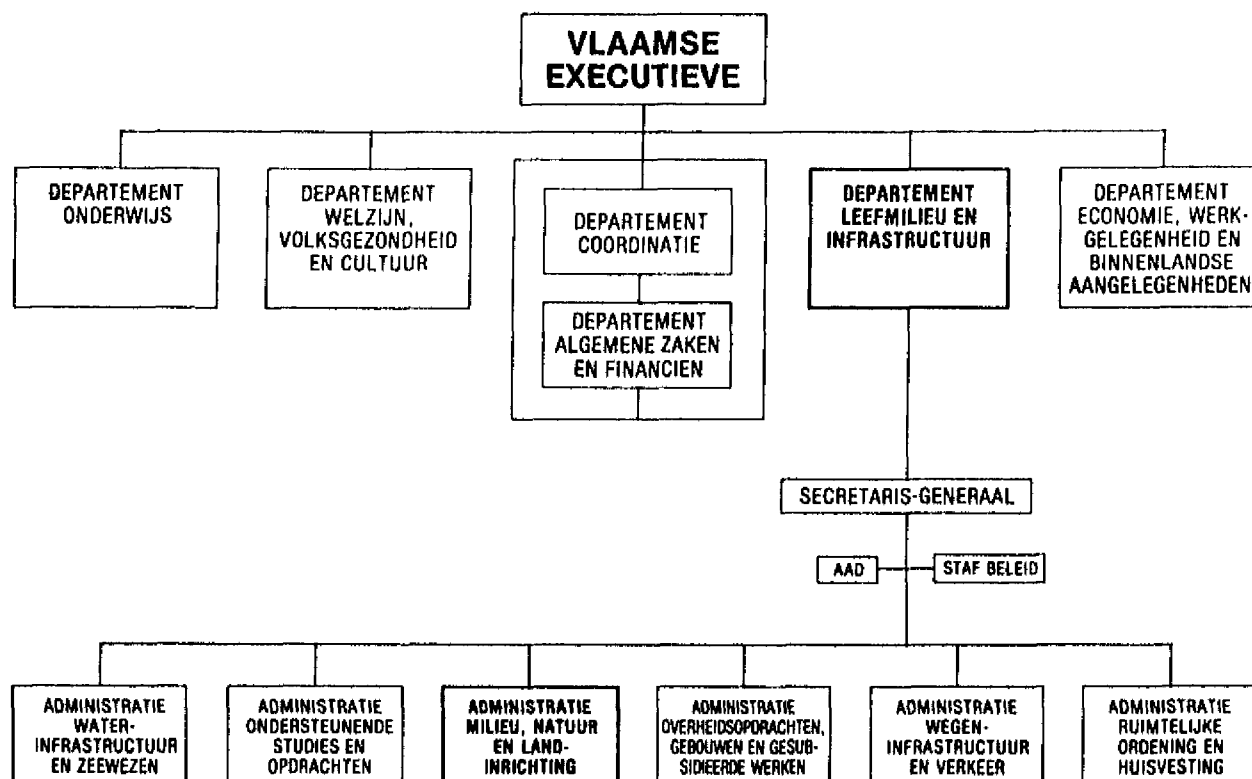 VLAAMSE
EXECUTIEVE
DEPARTEMENT
ONDERWIJS
DEPARTEMENT
WELZIJN,
VOLKSGEZONDHEID
EN CULTUUR
DEPARTEMENT
COORDINATIE
DEPARTEMENT
ALGEMENE ZAKEN
EN FINANCIEN
DEPARTEMENT
LEEFMILIEU EN
INFRASTRUCTUUR
DEPARTEMENT
ECONOMIE, WERK-
GELEGENHEID EN
BINNENLANDSE
AANGELEGENHEDEN
SECRETARIS-GENERAAL
AAD
STAF BELEID
ADMINISTRATIE
WATER-
INFRASTRUCTUUR
EN ZEEWEZEN
ADMINISTRATIE
ONDERSTEUNENDE
STUDIES EN
OPDRACHTEN
ADMINISTRATIE
MILIEU, NATUUR
EN LAND-
INRICHTING
ADMINISTRATIE
OVERHEIDSOPDRACHTEN,
GEBOUWEN EN GESUB-
SIDIEERDE WERKEN
ADMINISTRATIE
WEGEN-
INFRASTRUCTUUR
EN VERKEER
ADMINISTRATIE
RUIMTELIJKE
ORDENING EN
HUISVESTING